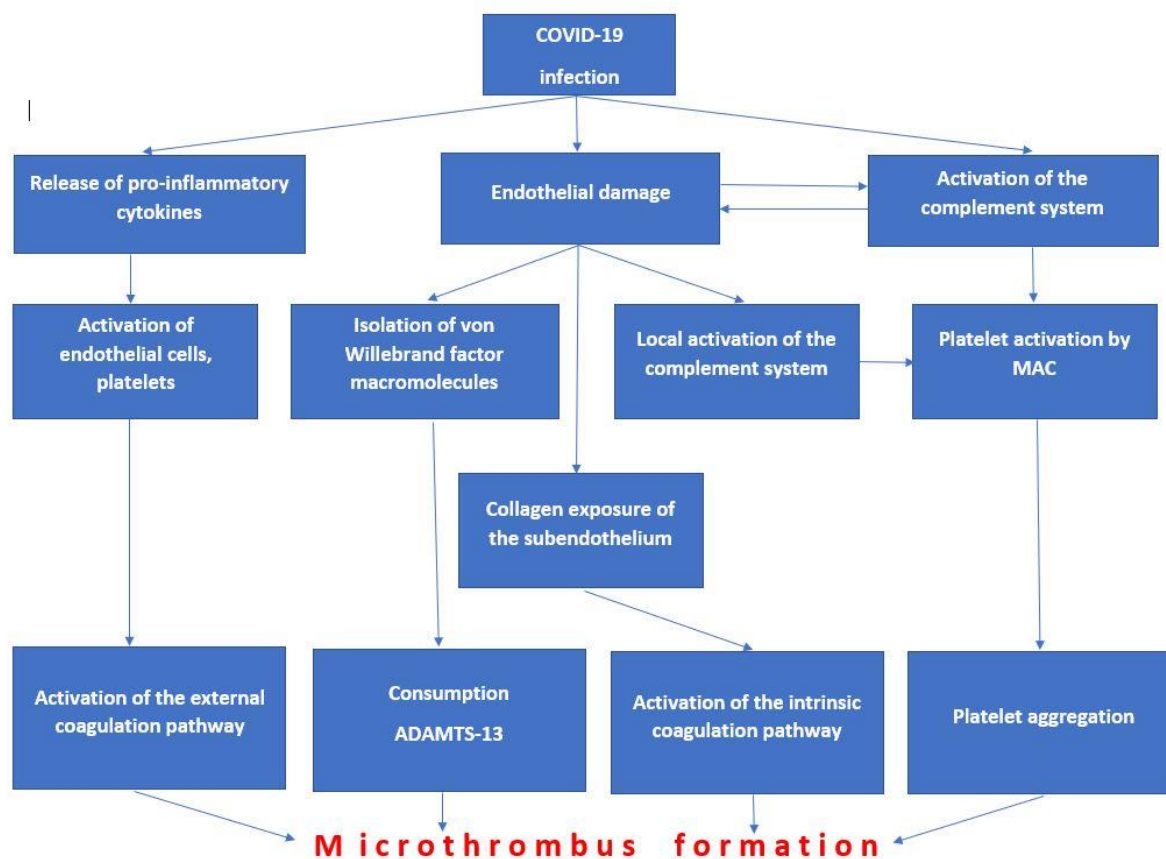 COVID-19
infection
Release of pro-inflammatory
cytokines
Endothelial damage
Activation of the
complement system
Activation of
endothelial cells,
platelets
Isolation of von
Willebrand factor
macromolecules
Local activation of the
complement system
Platelet activation by
MAC
Collagen exposure of
the subendothelium
Activation of the external
coagulation pathway
Consumption
ADAMTS-13
Activation of the intrinsic
coagulation pathway
Platelet aggregation
Microthrombus formation